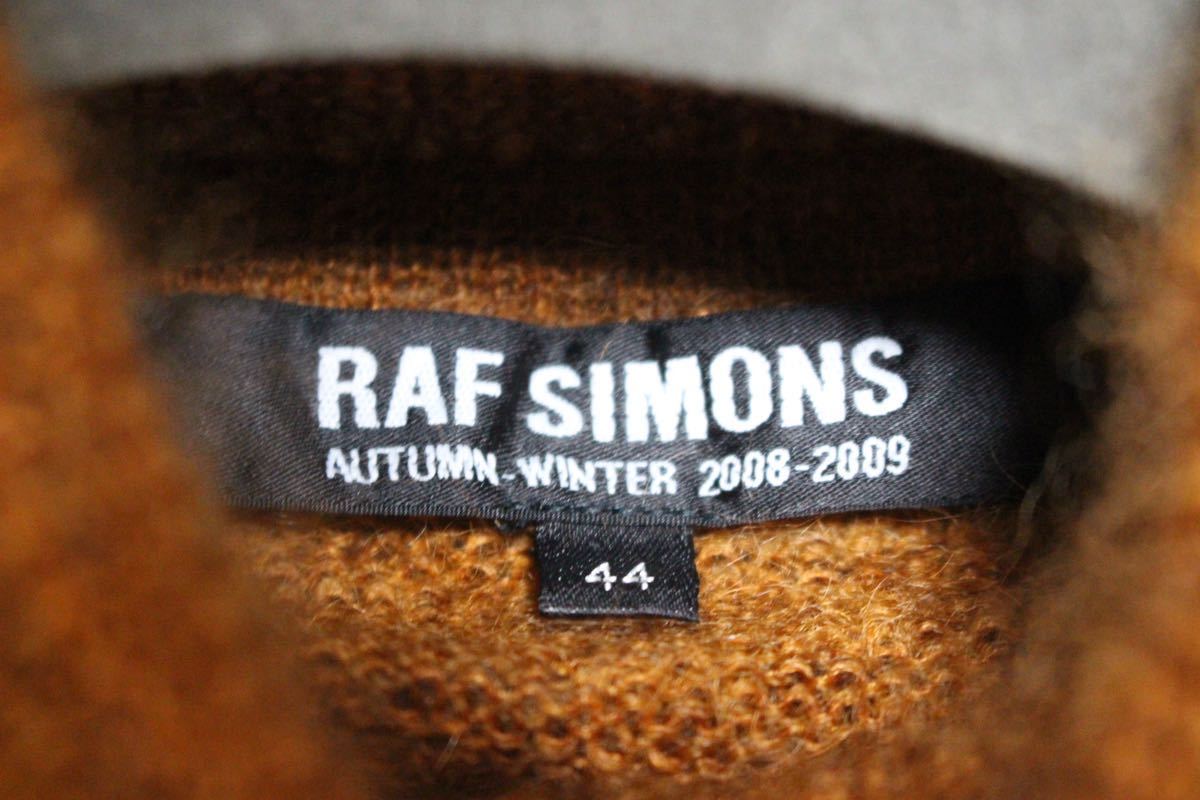 RAF SIMONS
AUTUMN-WINTER 2008-2009
44